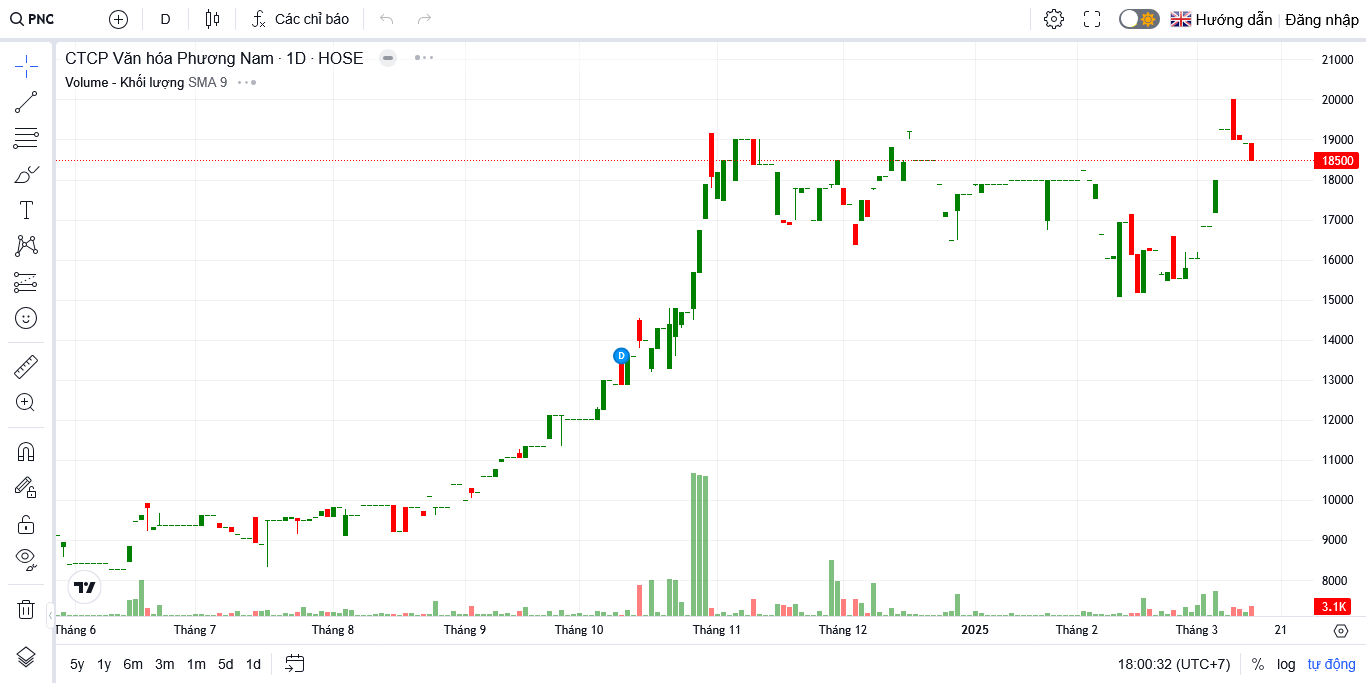 PNC D Các chỉ báo Hướng dẫn Đăng nhập
CTCP Văn hóa Phương Nam · 1D · HOSE
Volume - Khối lượng SMA 9
21000
20000
19000
18500
18000
17000
16000
15000
14000
D
13000
12000
11000
10000
9000
8000
3.1K
Tháng 6 Tháng 7 Tháng 8 Tháng 9 Tháng 10 Tháng 11 Tháng 12 2025 Tháng 2 Tháng 3 21
5y 1y 6m 3m 1m 5d 1d 18:00:32 (UTC+7) % log tự động